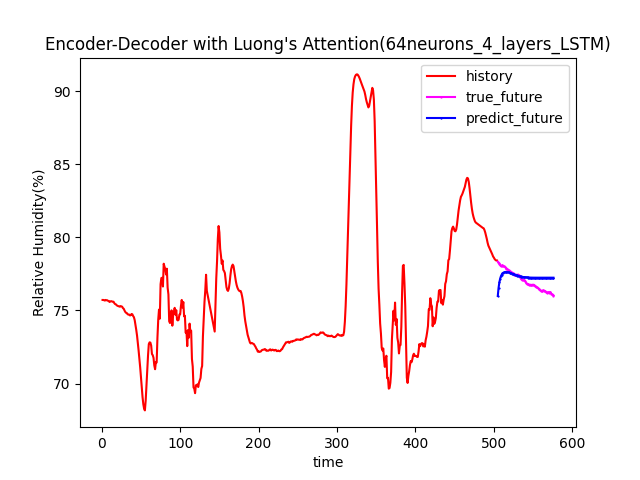 Encoder-Decoder with Luong's Attention(64neurons_4_layers_LSTM)
history
true_future
predict_future
Relative Humidity(%)
90
85
80
75
70
0 100 200 300 400 500 600
time